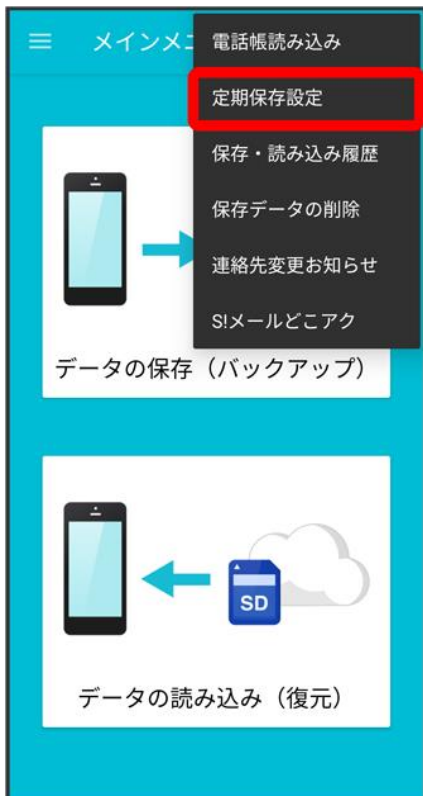 メインメニ
電話帳読み込み
定期保存設定
保存・読み込み履歴
保存データの削除
連絡先変更お知らせ
S!メールどこアク
データの保存（バックアップ）
SD
データの読み込み（復元）